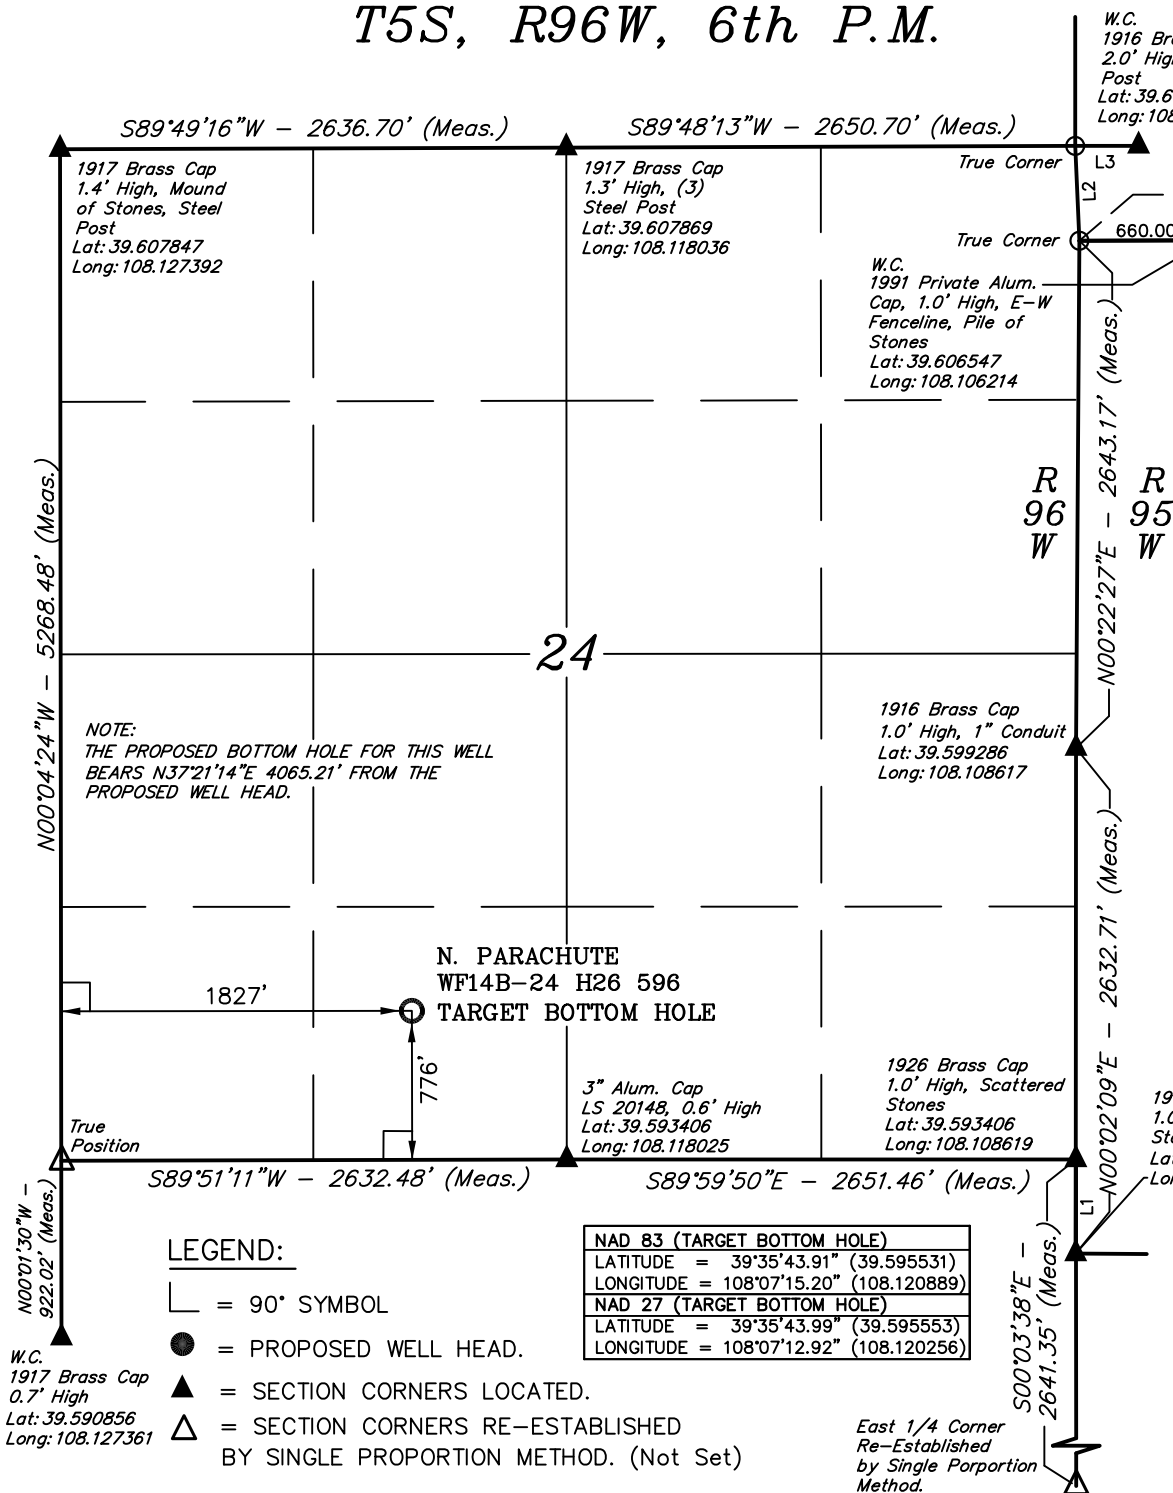 T5S, R96W, 6th P.M.
W.C.
1916
2.0'
Post
S89°49'16"W - 2636.70' (Meas.)
S89°48'13"W - 2650.70' (Meas.)
True Corner
L3
L2
1917 Brass Cap
1.4' High, Mound
of Stones, Steel
Post
Lat: 39.607847
Long: 108.127392
1917 Brass Cap
1.3' High, (3)
Steel Post
Lat: 39.607869
Long: 108.118036
True Corner
660.00
W.C.
1991 Private Alum.
Cap, 1.0' High, E-W
Fenceline, Pile of
Stones
Lat: 39.606547
Long: 108.106214
N00°22'27"E - 2643.17' (Meas.)
R
96
W
R
95
W
N00°04'24"W - 5268.48' (Meas.)
24
NOTE:
THE PROPOSED BOTTOM HOLE FOR THIS WELL
BEARS N37°21'14"E 4065.21' FROM THE
PROPOSED WELL HEAD.
1916 Brass Cap
1.0' High, 1" Conduit
Lat: 39.599286
Long: 108.108617
N00°02'09"E - 2632.71' (Meas.)
N. PARACHUTE
WF14B-24 H26 596
TARGET BOTTOM HOLE
1827'
776'
True
Position
3" Alum. Cap
LS 20148, 0.6' High
Lat: 39.593406
Long: 108.118025
1926 Brass Cap
1.0' High, Scattered
Stones
Lat: 39.593406
Long: 108.108619
S89°51'11"W - 2632.48' (Meas.)
S89°59'50"E - 2651.46' (Meas.)
L1
N00°01'30"W -
922.02' (Meas.)
W.C.
1917 Brass Cap
0.7' High
Lat: 39.590856
Long: 108.127361
LEGEND:
= 90° SYMBOL
= PROPOSED WELL HEAD.
= SECTION CORNERS LOCATED.
= SECTION CORNERS RE-ESTABLISHED
BY SINGLE PROPORTION METHOD. (Not Set)
NAD 83 (TARGET BOTTOM HOLE)
LATITUDE = 39°35'43.91" (39.595531)
LONGITUDE = 108°07'15.20" (108.120889)
NAD 27 (TARGET BOTTOM HOLE)
LATITUDE = 39°35'43.99" (39.595553)
LONGITUDE = 108°07'12.92" (108.120256)
S00°03'38"E -
2641.35' (Meas.)
East 1/4 Corner
Re-Established
by Single Porportion
Method.